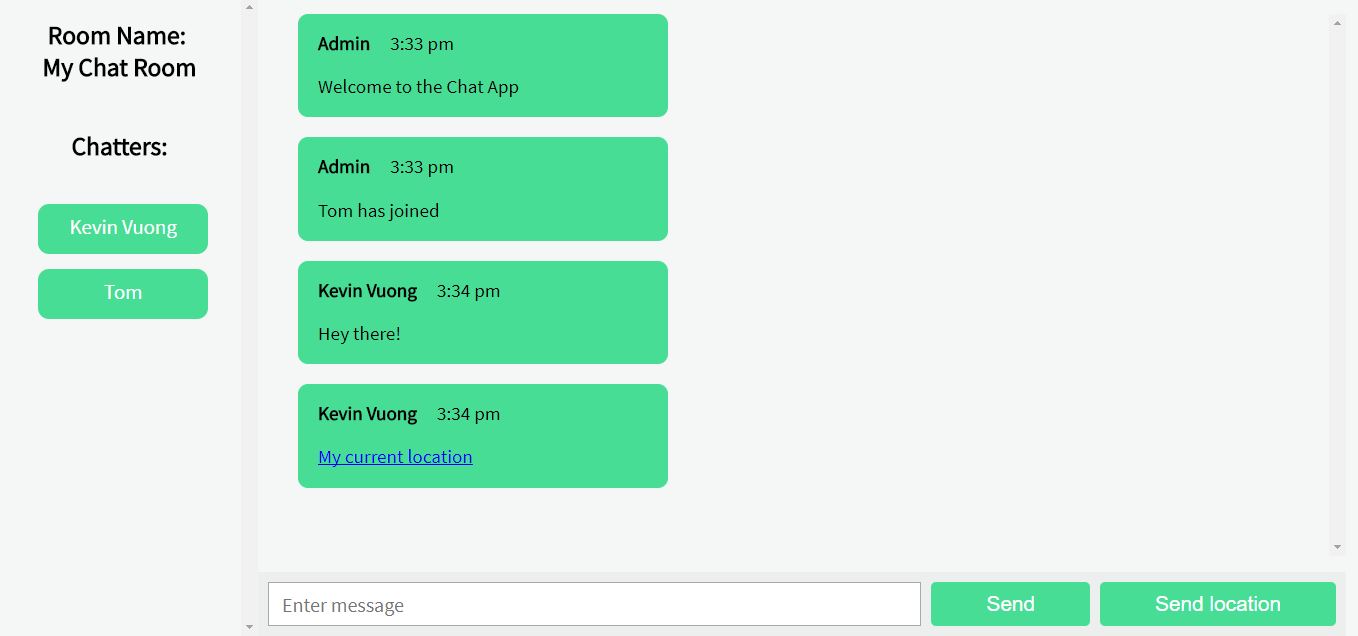 Room Name:
My Chat Room
Chatters:
Kevin Vuong
Tom
Admin 3:33 pm
Welcome to the Chat App
Admin 3:33 pm
Tom has joined
Kevin Vuong 3:34 pm
Hey there!
Kevin Vuong 3:34 pm
My current location
Enter message
Send
Send location